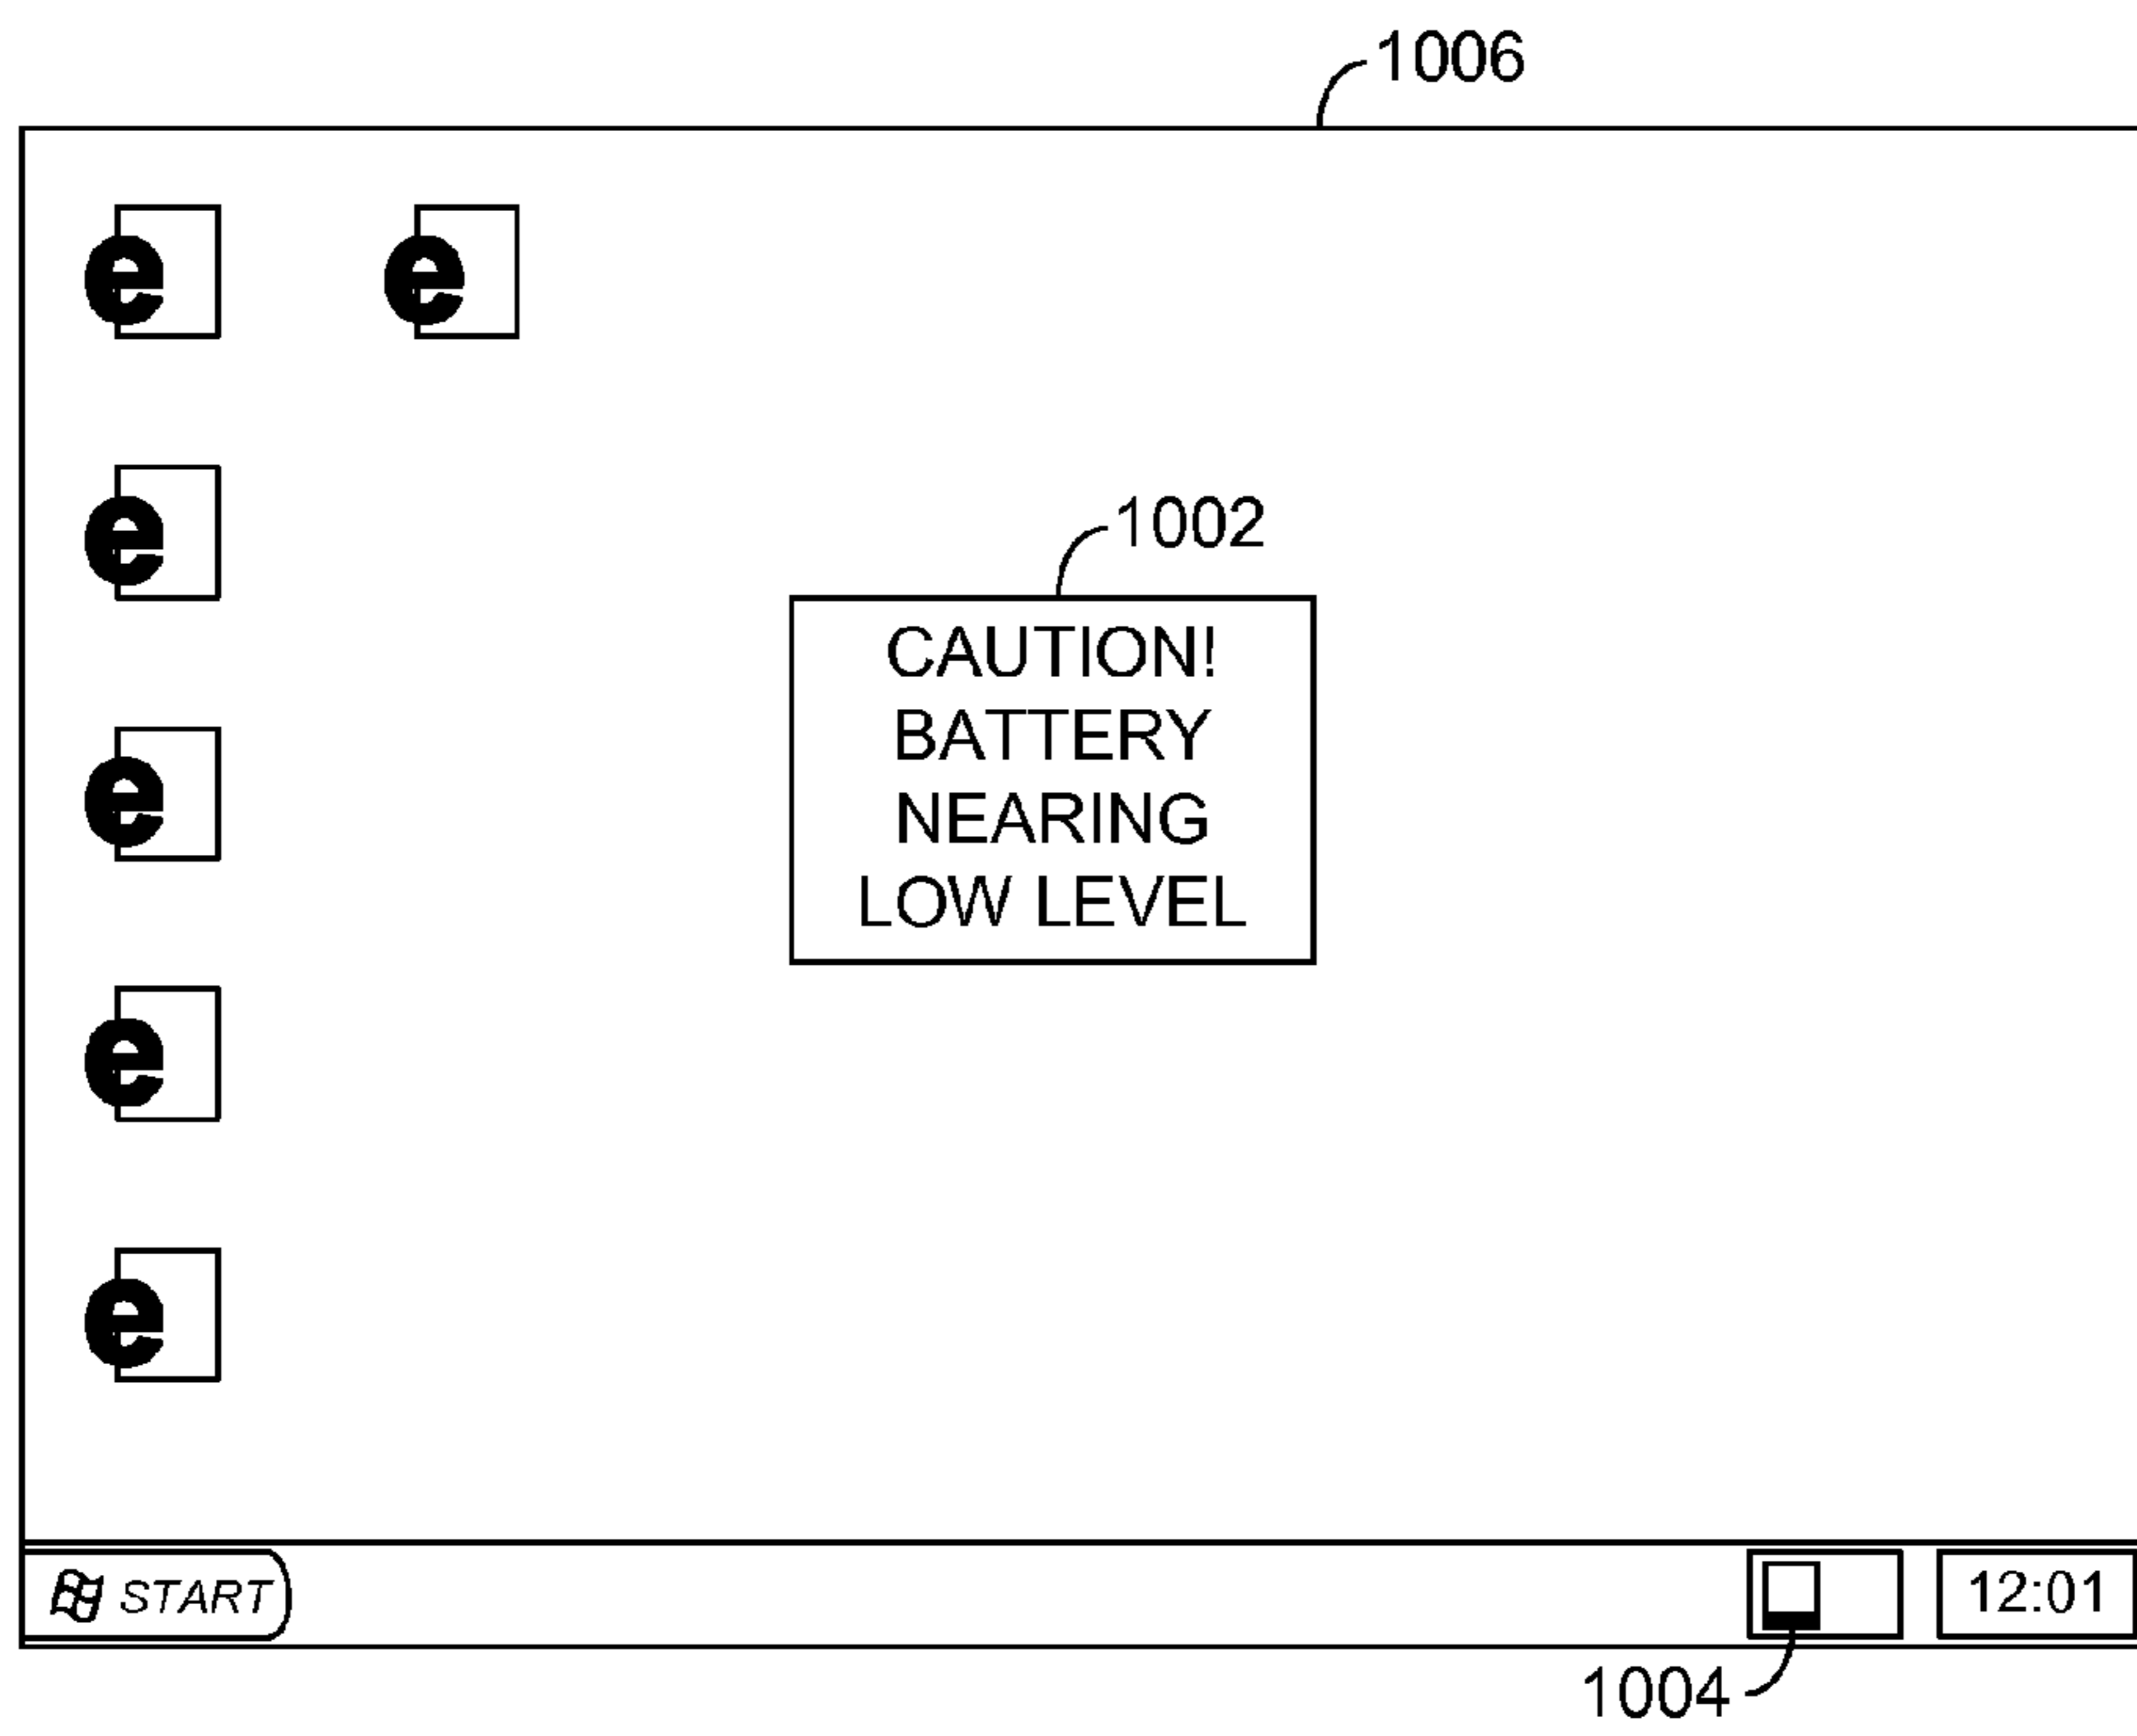 1006
e e
e
1002
CAUTION!
BATTERY
NEARING
LOW LEVEL
e
e
e
START
12:01
1004